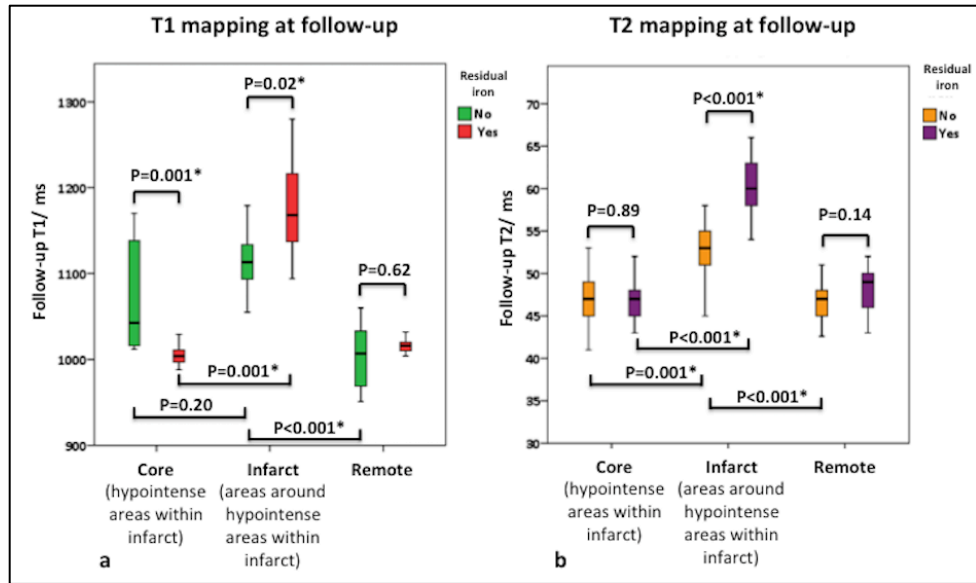 T1 mapping at follow-up
Residual
iron
No
Yes
Follow-up T1/ ms
1300
1200
1100
1000
900
P=0.02*
P=0.001*
P=0.62
P=0.001*
P=0.20
P<0.001*
Core
(hypointense
areas within
infarct)
Infarct
(areas around
hypointense
areas within
infarct)
Remote
a
T2 mapping at follow-up
Residual
iron
No
Yes
Follow-up T2/ ms
70
65
60
55
50
45
40
35
30
P<0.001*
P=0.89
P=0.14
P<0.001*
P=0.001*
P<0.001*
Core
(hypointense
areas within
infarct)
Infarct
(areas around
hypointense
areas within
infarct)
Remote
b